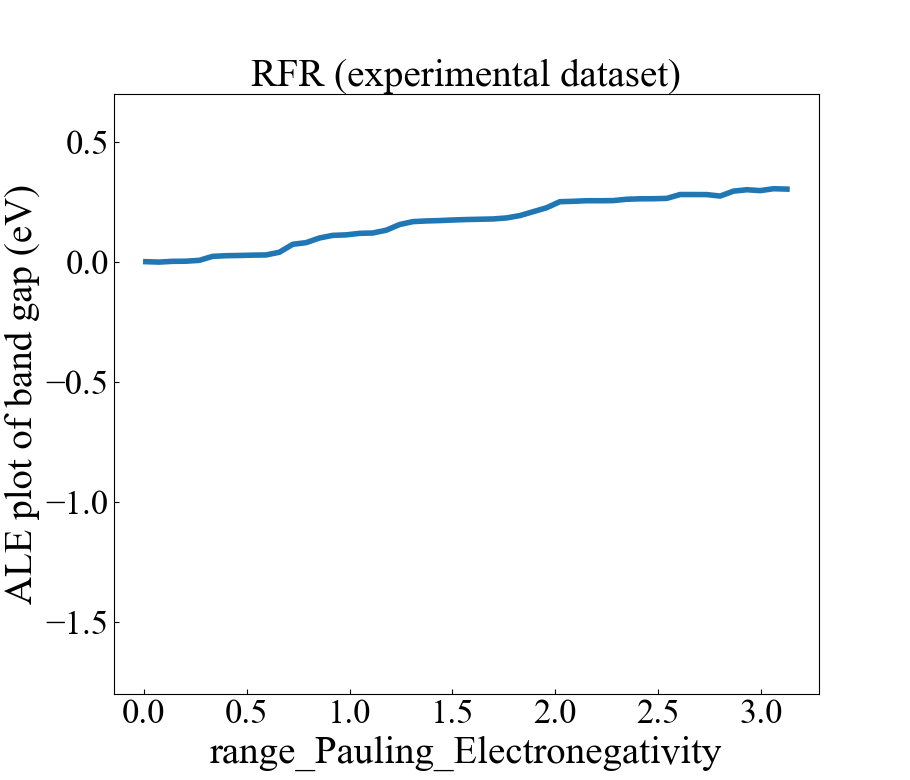 RFR (experimental dataset)
ALE plot of band gap (eV)
0.5
0.0
−0.5
−1.0
−1.5
0.0 0.5 1.0 1.5 2.0 2.5 3.0
range_Pauling_Electronegativity